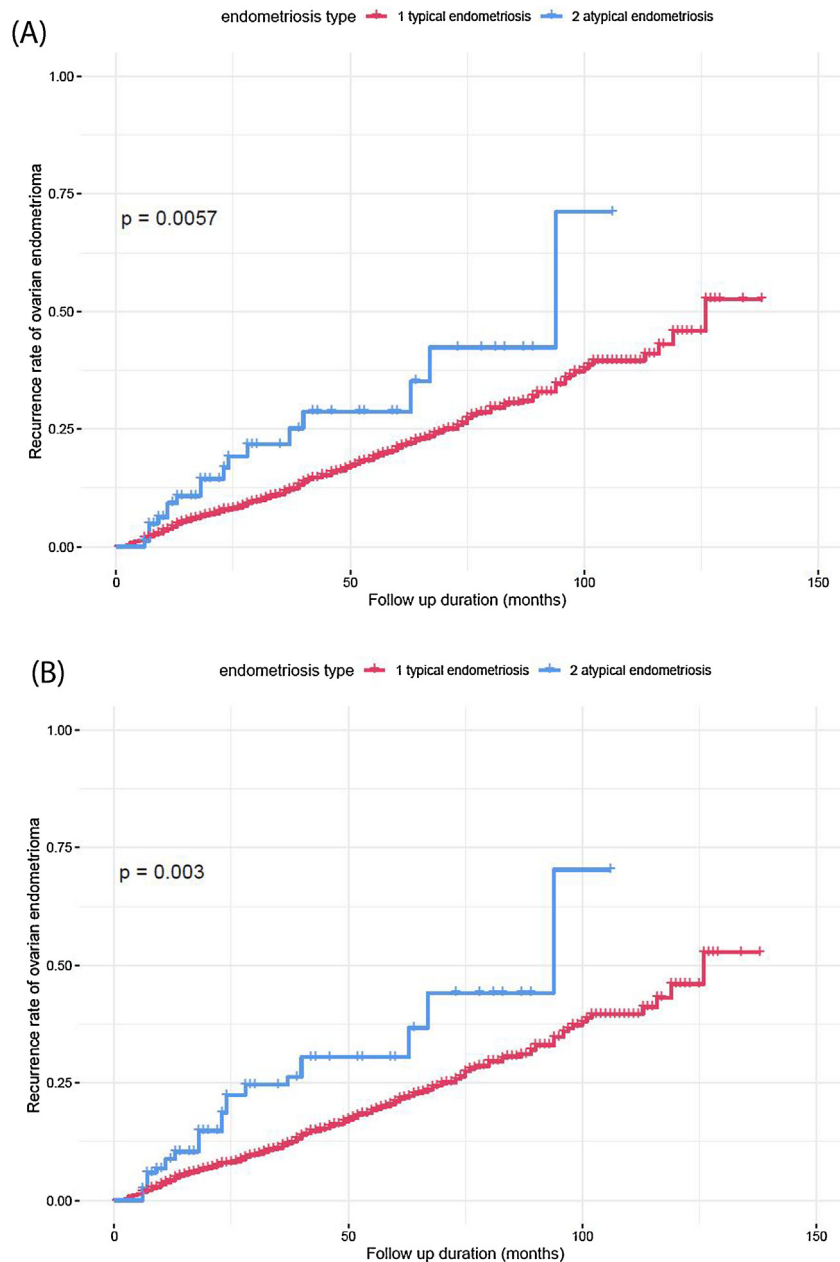 (A)
endometriosis type 1 typical endometriosis 2 atypical endometriosis
1.00
0.75
0.50
0.25
0.00
Recurrence rate of ovarian endometrioma
p = 0.0057
0 50 100 150
Follow up duration (months)
(B)
endometriosis type 1 typical endometriosis 2 atypical endometriosis
1.00
0.75
0.50
0.25
0.00
Recurrence rate of ovarian endometrioma
p = 0.003
0 50 100 150
Follow up duration (months)